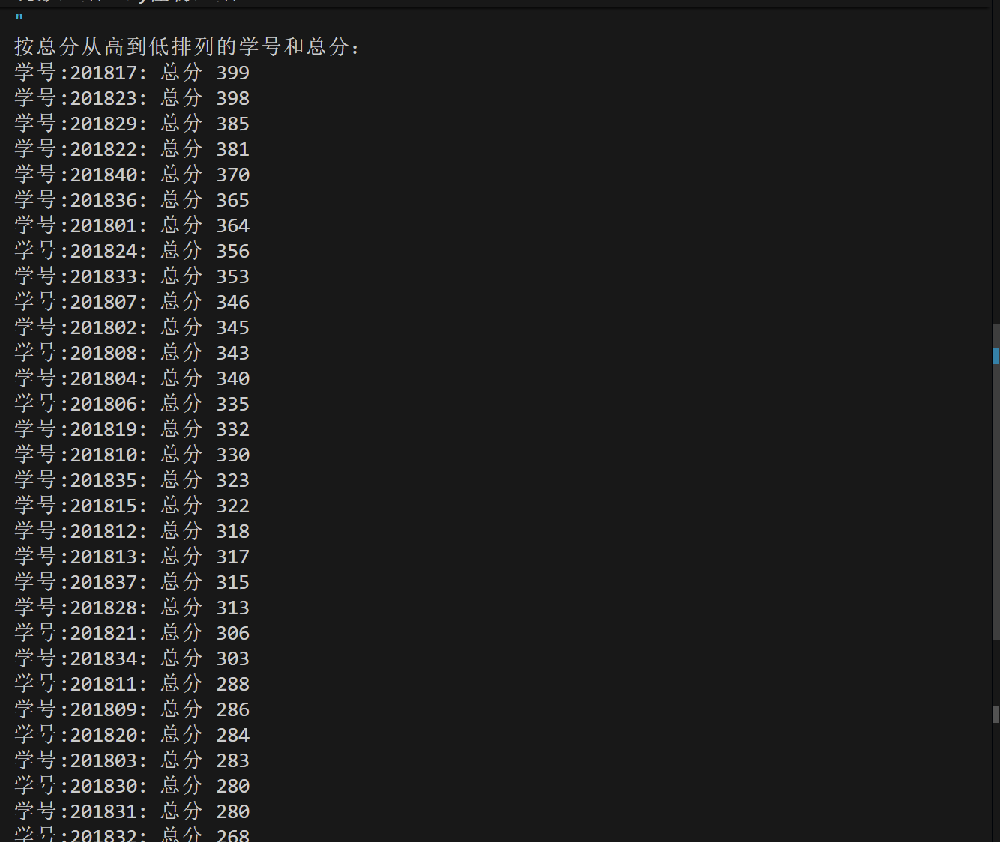 "
按总分从高到低排列的学号和总分：
学号:201817: 总分 399
学号:201823: 总分 398
学号:201829: 总分 385
学号:201822: 总分 381
学号:201840: 总分 370
学号:201836: 总分 365
学号:201801: 总分 364
学号:201824: 总分 356
学号:201833: 总分 353
学号:201807: 总分 346
学号:201802: 总分 345
学号:201808: 总分 343
学号:201804: 总分 340
学号:201806: 总分 335
学号:201819: 总分 332
学号:201810: 总分 330
学号:201835: 总分 323
学号:201815: 总分 322
学号:201812: 总分 318
学号:201813: 总分 317
学号:201837: 总分 315
学号:201828: 总分 313
学号:201821: 总分 306
学号:201834: 总分 303
学号:201811: 总分 288
学号:201809: 总分 286
学号:201820: 总分 284
学号:201803: 总分 283
学号:201830: 总分 280
学号:201831: 总分 280
学号:201832: 总分 268